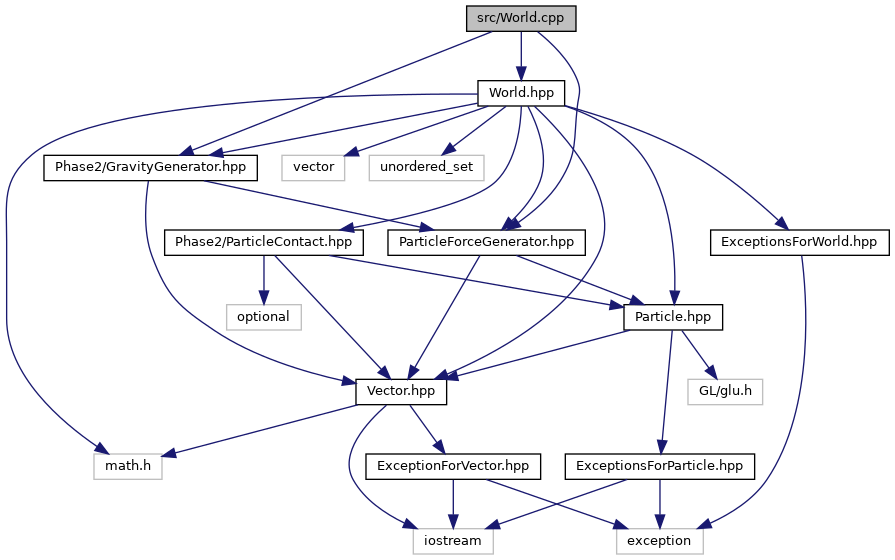 src/World.cpp
World.hpp
Phase2/GravityGenerator.hpp
vector
unordered_set
Phase2/ParticleContact.hpp
ParticleForceGenerator.hpp
ExceptionsForWorld.hpp
optional
Particle.hpp
Vector.hpp
GL/glu.h
math.h
ExceptionForVector.hpp
ExceptionsForParticle.hpp
iostream
exception